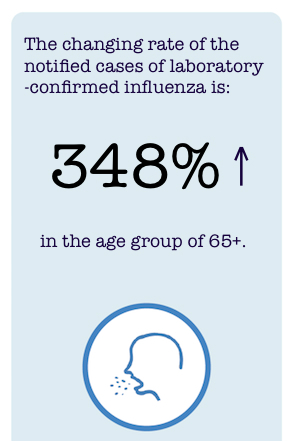 The changing rate of the
notified cases of laboratory
-confirmed influenza is:
348% ↑
in the age group of 65+.